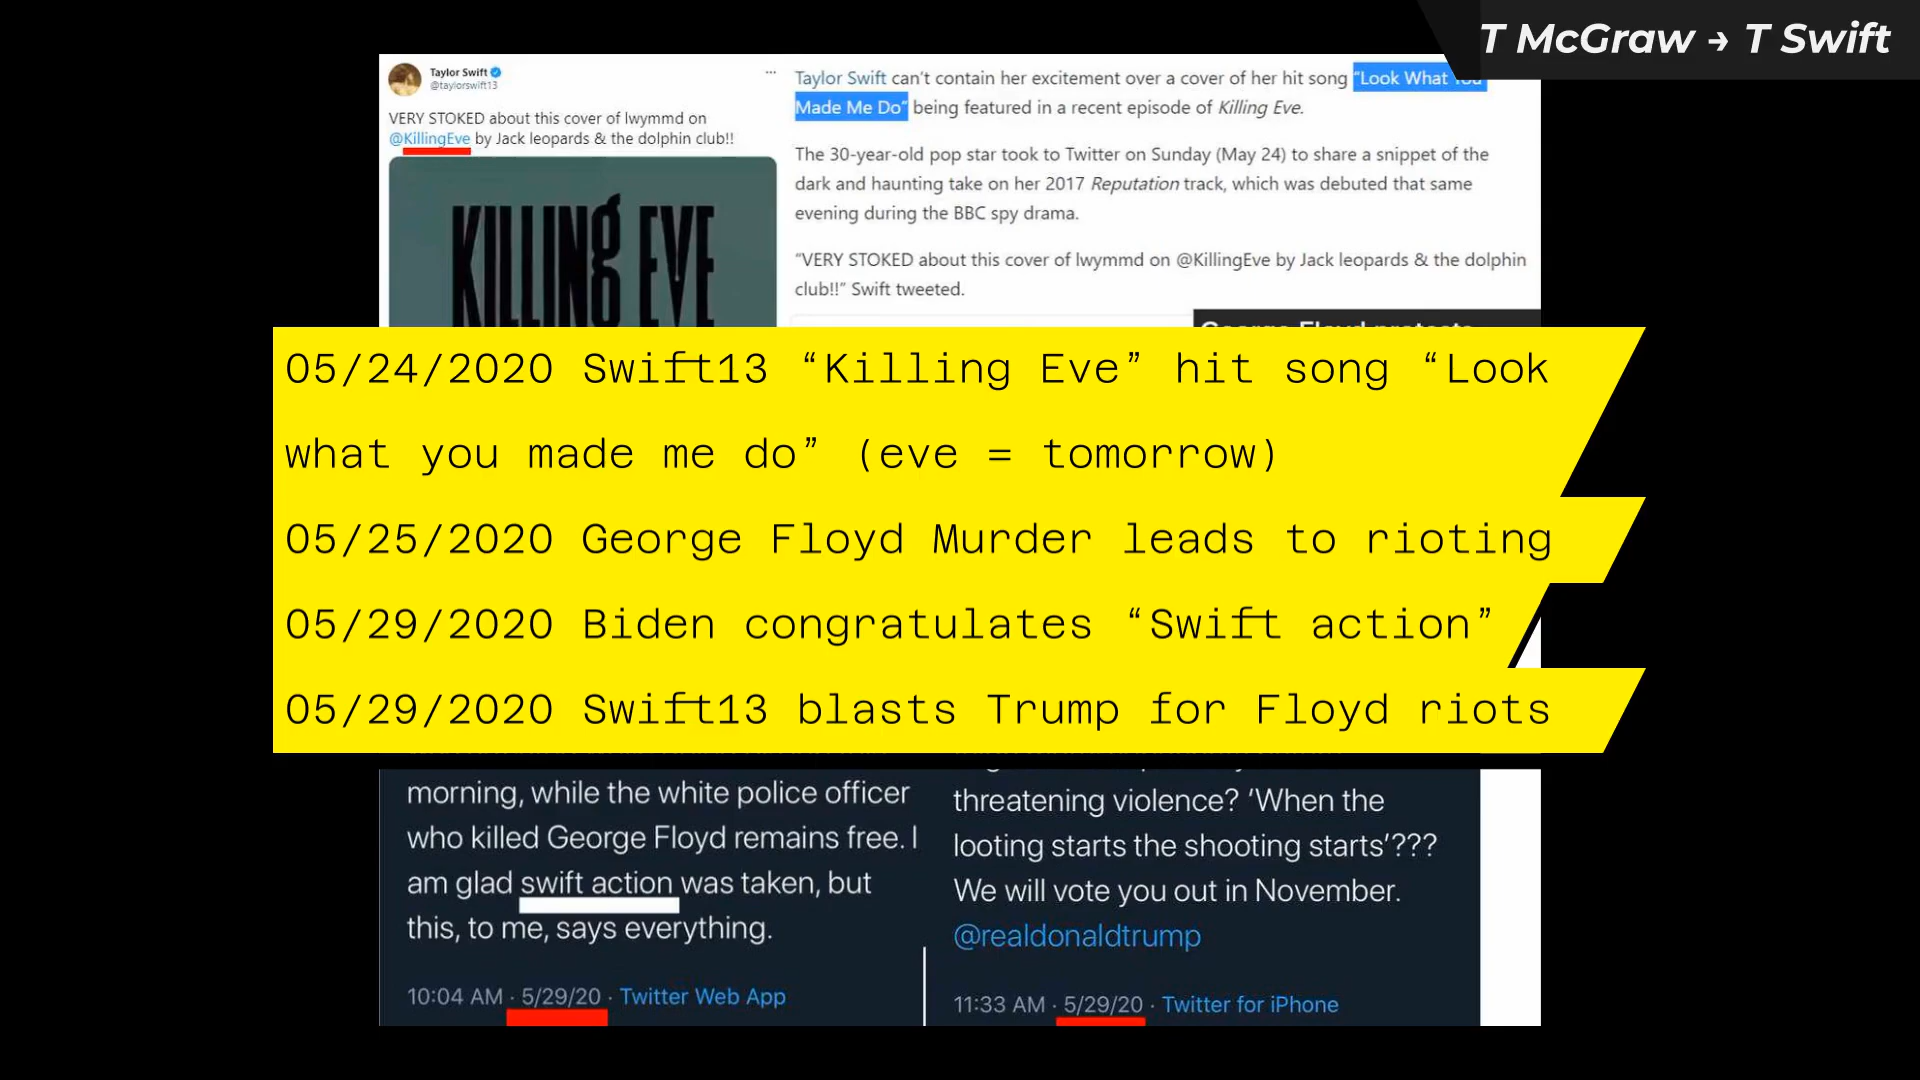 T McGraw → T Swift
Taylor Swift
@taylorswift13
VERY STOKED about this cover of lwymmd on
@KillingEve by Jack leopards & the dolphin club!!
KILLING EVE
Taylor Swift can't contain her excitement over a cover of her hit song “Look What You
Made Me Do” being featured in a recent episode of Killing Eve.
The 30-year-old pop star took to Twitter on Sunday (May 24) to share a snippet of the
dark and haunting take on her 2017 Reputation track, which was debuted that same
evening during the BBC spy drama.
“VERY STOKED about this cover of lwymmd on @KillingEve by Jack leopards & the dolphin
club!!” Swift tweeted.
George Floyd protests
05/24/2020 Swift13 “Killing Eve” hit song “Look
what you made me do” (eve = tomorrow)
05/25/2020 George Floyd Murder leads to rioting
05/29/2020 Biden congratulates “Swift action”
05/29/2020 Swift13 blasts Trump for Floyd riots
morning, while the white police officer
who killed George Floyd remains free. I
am glad swift action was taken, but
this, to me, says everything.
10:04 AM · 5/29/20 · Twitter Web App
threatening violence? ‘When the
looting starts the shooting starts’???
We will vote you out in November.
@realdonaldtrump
11:33 AM · 5/29/20 · Twitter for iPhone